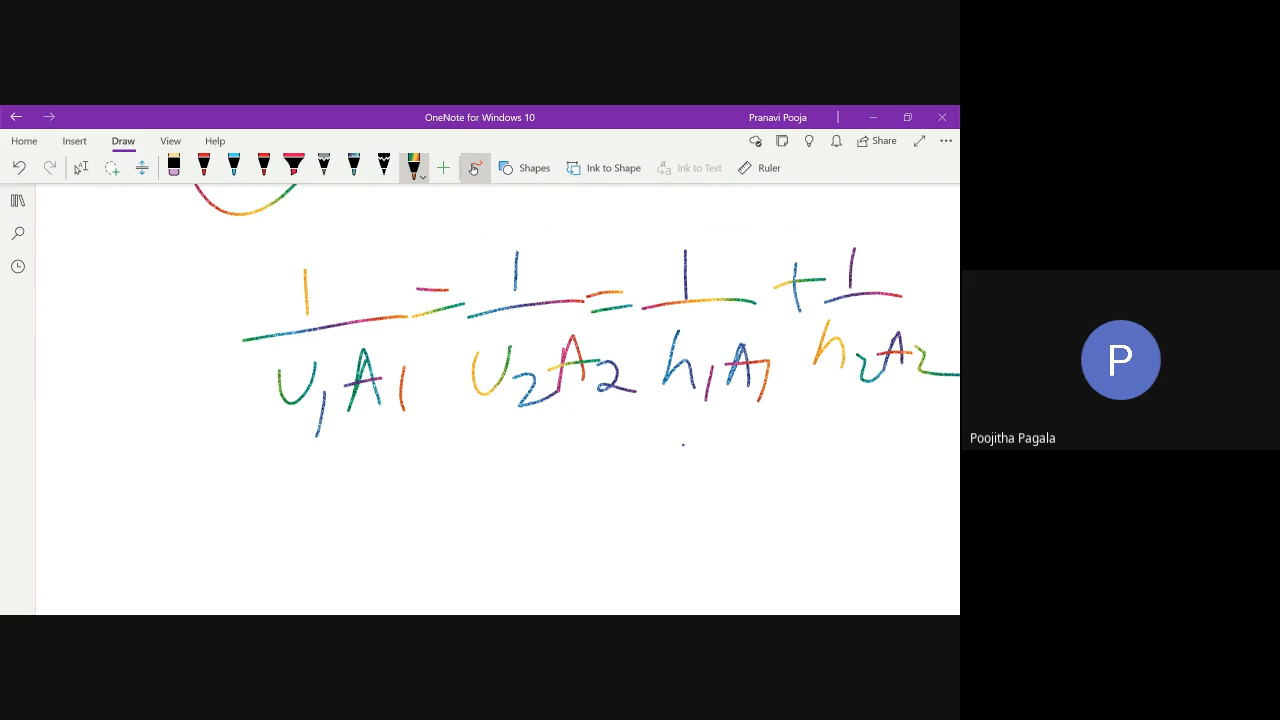 OneNote for Windows 10
Pranavi Pooja
Home Insert Draw View Help
Share
Shapes Ink to Shape Ink to Text Ruler
1/U1A1 = 1/U2A2 = 1/h1A1 + 1/h2A2
P
Poojitha Pagala